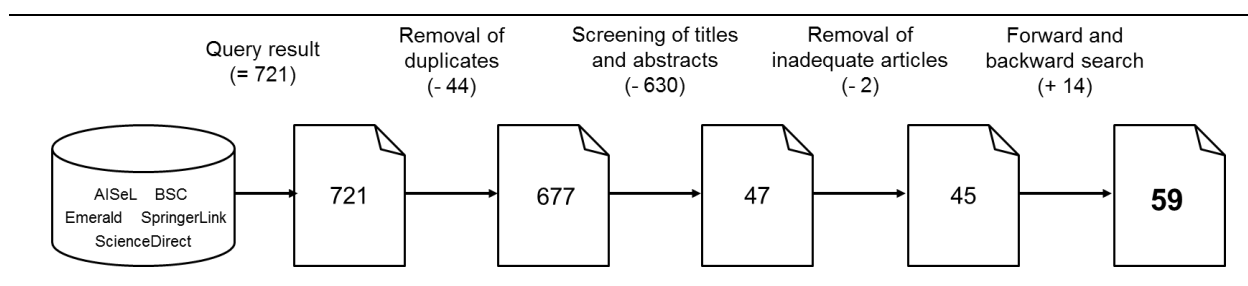 Query result
(= 721)
Removal of
duplicates
(- 44)
Screening of titles
and abstracts
(- 630)
Removal of
inadequate articles
(- 2)
Forward and
backward search
(+ 14)
AISeL BSC
Emerald SpringerLink
ScienceDirect
721
677
47
45
59